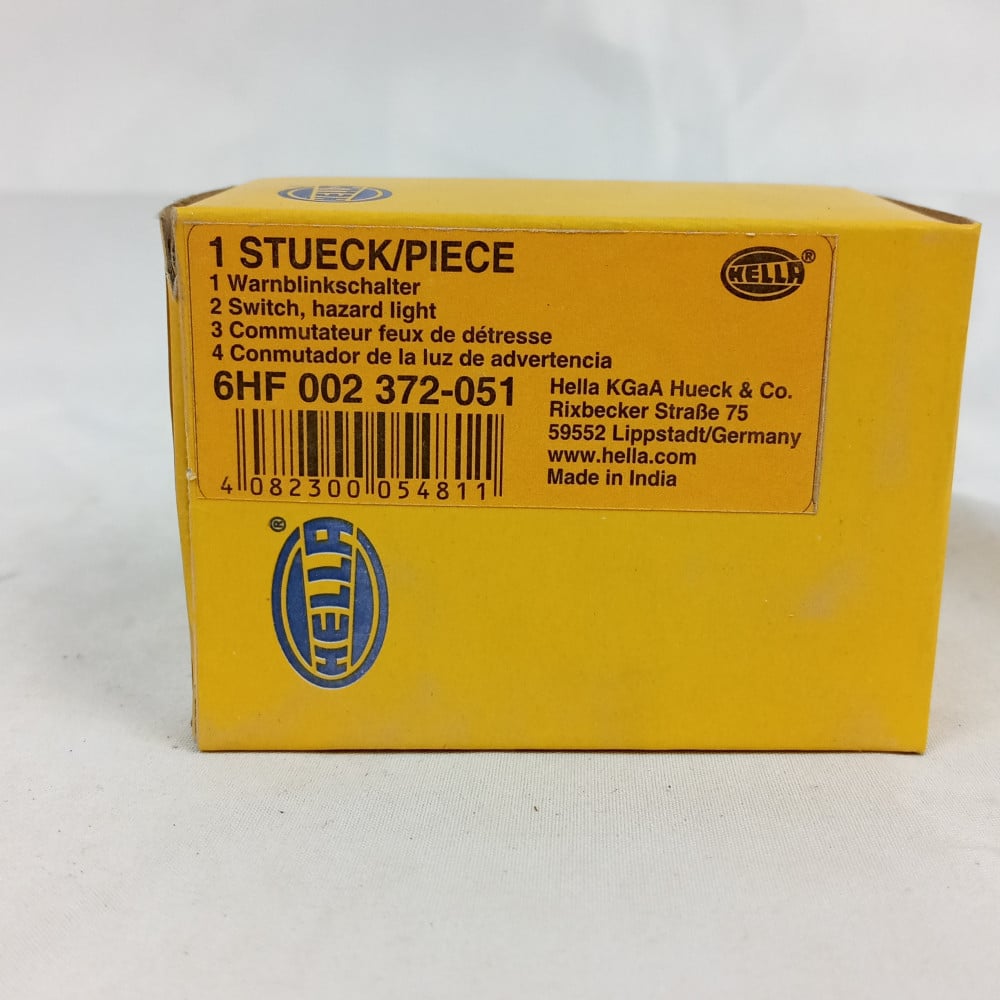 HELLA
1 STUECK/PIECE
HELLA®
1 Warnblinkschalter
2 Switch, hazard light
3 Commutateur feux de détresse
4 Conmutador de la luz de advertencia
6HF 002 372-051
Hella KGaA Hueck & Co.
Rixbecker Straße 75
59552 Lippstadt/Germany
www.hella.com
Made in India
4 082300 054811
HELLA®